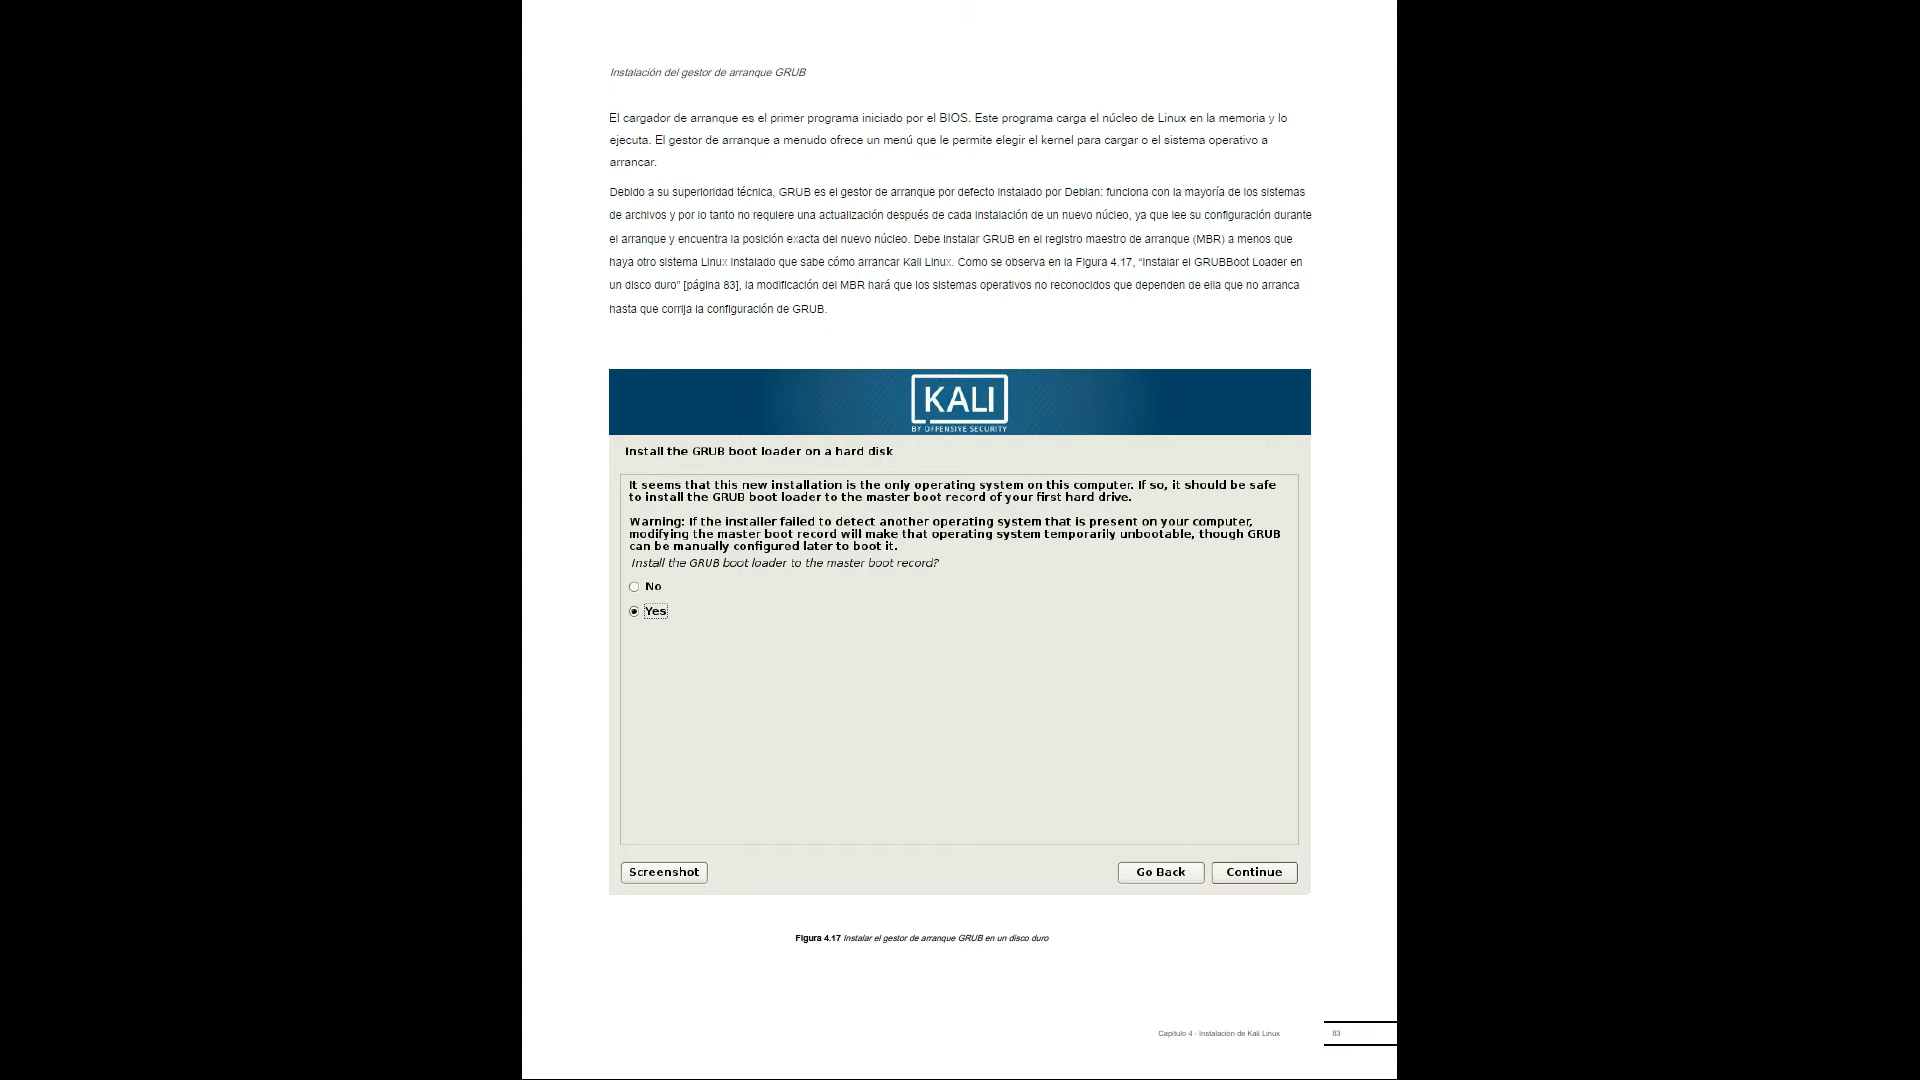 Instalación del gestor de arranque GRUB
El cargador de arranque es el primer programa iniciado por el BIOS. Este programa carga el núcleo de Linux en la memoria y lo
ejecuta. El gestor de arranque a menudo ofrece un menú que le permite elegir el kernel para cargar o el sistema operativo a
arrancar.
Debido a su superioridad técnica, GRUB es el gestor de arranque por defecto instalado por Debian: funciona con la mayoría de los sistemas
de archivos y por lo tanto no requiere una actualización después de cada instalación de un nuevo núcleo, ya que lee su configuración durante
el arranque y encuentra la posición exacta del nuevo núcleo. Debe instalar GRUB en el registro maestro de arranque (MBR) a menos que
haya otro sistema Linux instalado que sabe cómo arrancar Kali Linux. Como se observa en la Figura 4.17, “Instalar el GRUBBoot Loader en
un disco duro” [página 83], la modificación del MBR hará que los sistemas operativos no reconocidos que dependen de ella que no arranca
hasta que corrija la configuración de GRUB.
KALI
BY OFFENSIVE SECURITY
Install the GRUB boot loader on a hard disk
It seems that this new installation is the only operating system on this computer. If so, it should be safe
to install the GRUB boot loader to the master boot record of your first hard drive.
Warning: If the installer failed to detect another operating system that is present on your computer,
modifying the master boot record will make that operating system temporarily unbootable, though GRUB
can be manually configured later to boot it.
Install the GRUB boot loader to the master boot record?
No
Yes
Screenshot
Go Back
Continue
Figura 4.17 Instalar el gestor de arranque GRUB en un disco duro
Capítulo 4 - Instalación de Kali Linux
83